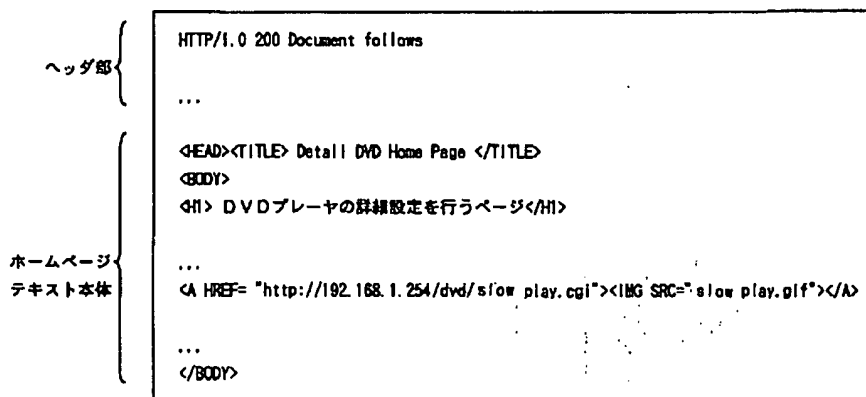 ヘッダ部
HTTP/1.0 200 Document follows
...
ホームページ
テキスト本体
<HEAD><TITLE> Detail DVD Home Page </TITLE>
<BODY>
<H1> DVDプレーヤの詳細設定を行うページ</H1>
...
<A HREF= "http://192.168.1.254/dvd/slow play.cgi"><IMG SRC=" slow play.gif"></A>
...
</BODY>